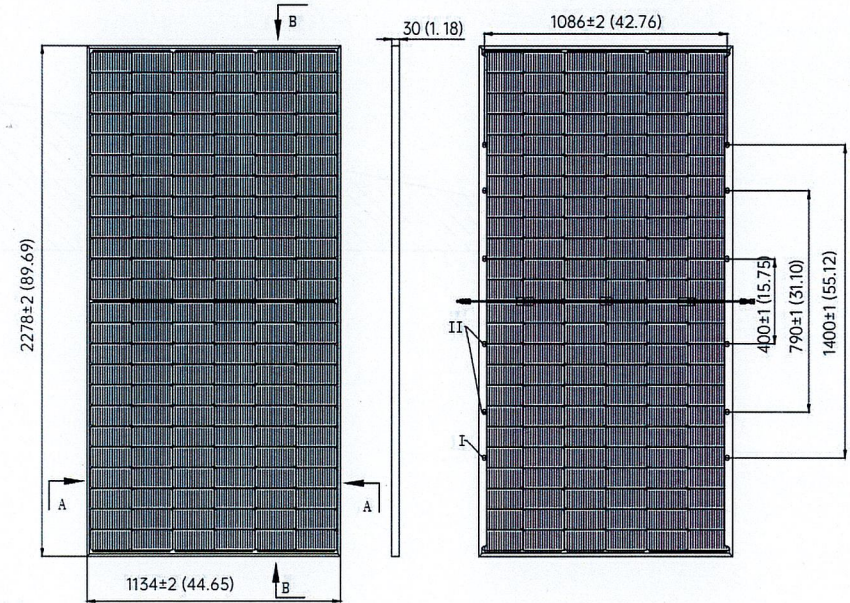 B
30 (1.18)
1086±2 (42.76)
2278±2 (89.69)
400±1 (15.75)
790±1 (31.10)
1400±1 (55.12)
II
I
A
A
1134±2 (44.65)
B